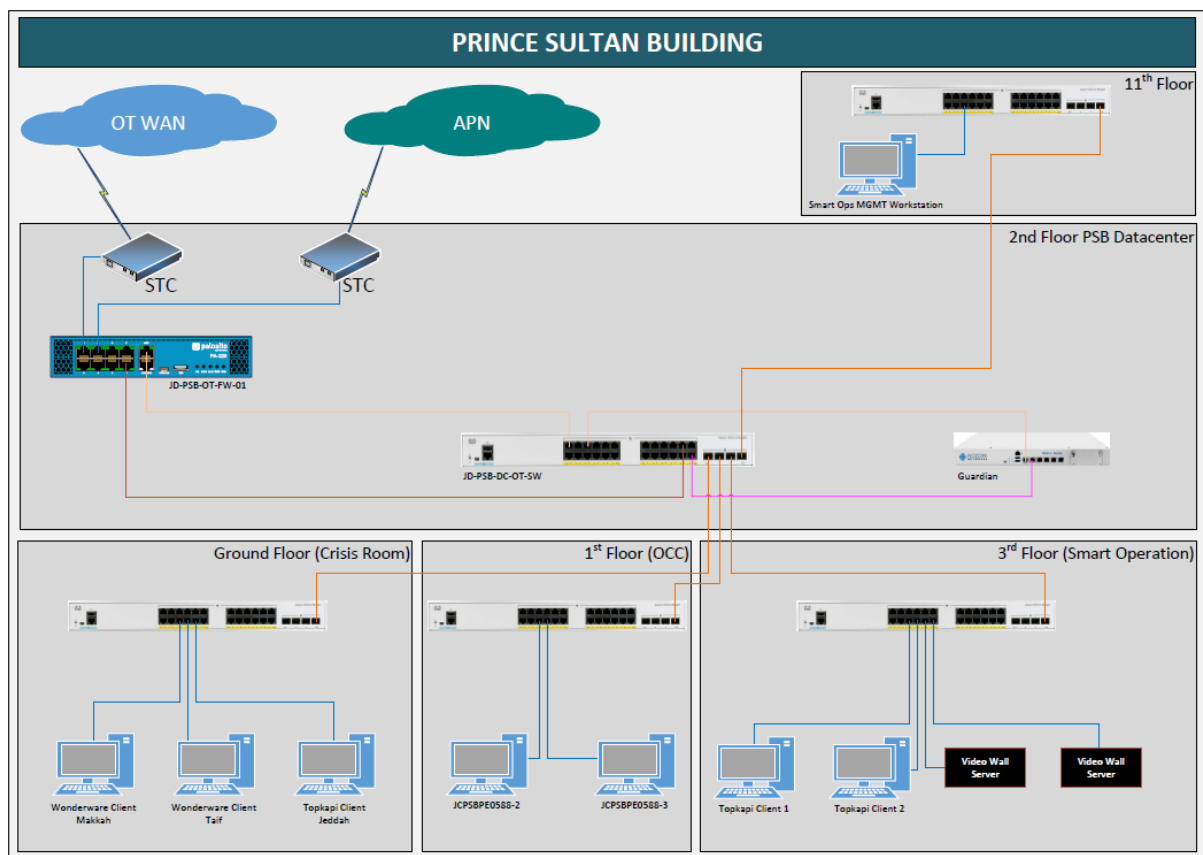 PRINCE SULTAN BUILDING
11th Floor
OT WAN
APN
Smart Ops MGMT Workstation
2nd Floor PSB Datacenter
STC
STC
paloalto
PA-220
JD-PSB-OT-FW-01
JD-PSB-DC-OT-SW
Guardian
Ground Floor (Crisis Room)
1st Floor (OCC)
3rd Floor (Smart Operation)
Wonderware Client
Makkah
Wonderware Client
Taif
Topkapi Client
Jeddah
JCPSBPE0588-2
JCPSBPE0588-3
Topkapi Client 1
Topkapi Client 2
Video Wall
Server
Video Wall
Server